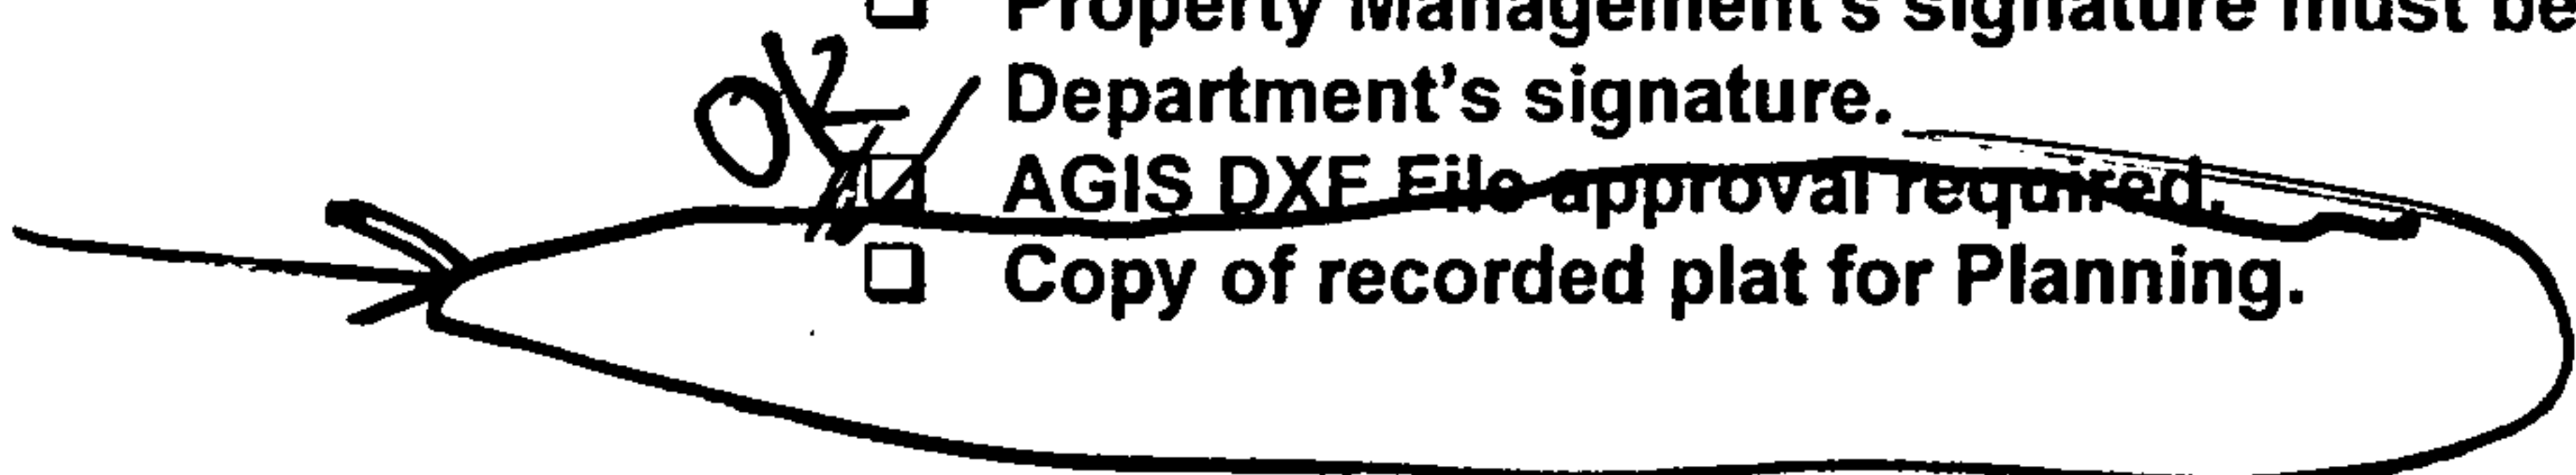 ☐ Property Management's signature must be
Department's signature.
OK ☑ AGIS DXF File approval required.
☐ Copy of recorded plat for Planning.